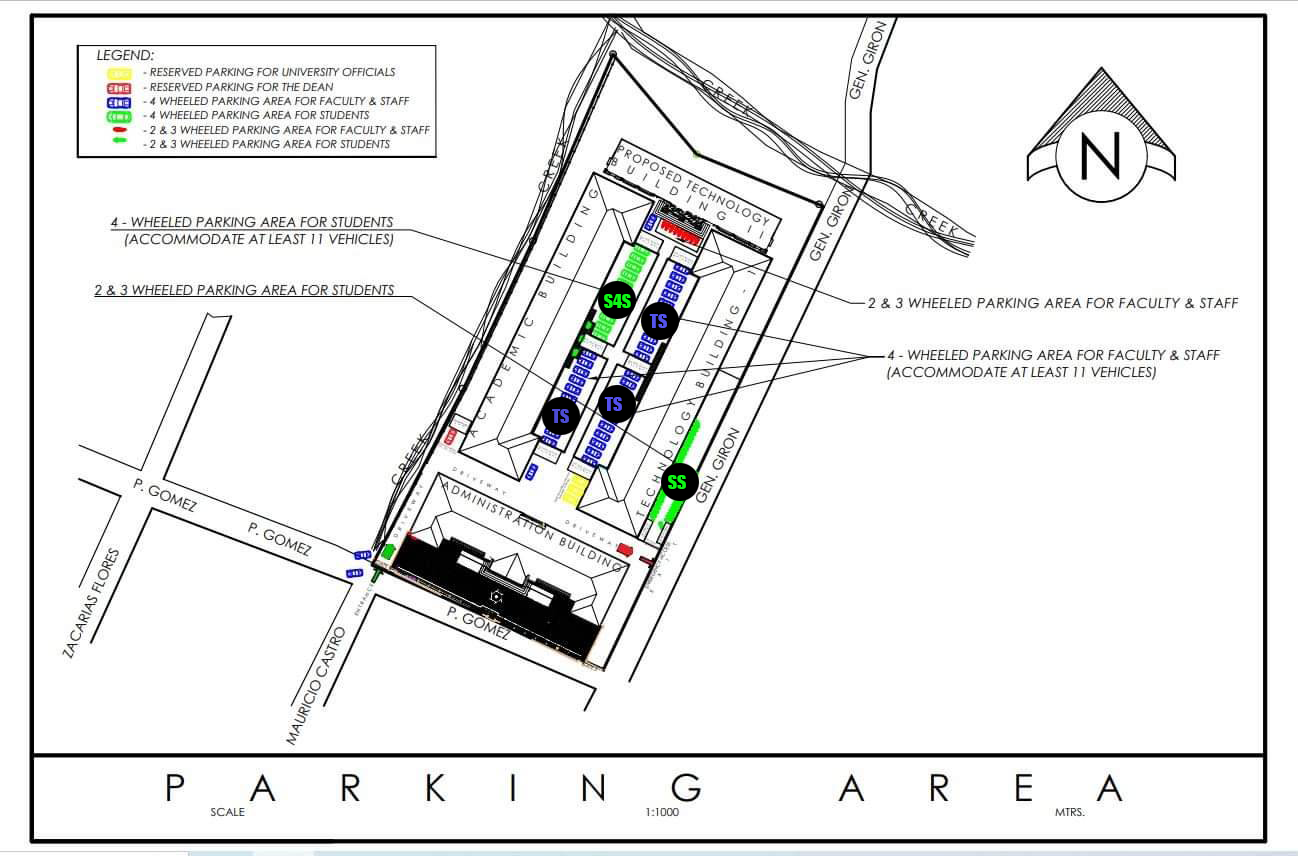 LEGEND:
- RESERVED PARKING FOR UNIVERSITY OFFICIALS
- RESERVED PARKING FOR THE DEAN
- 4 WHEELED PARKING AREA FOR FACULTY & STAFF
- 4 WHEELED PARKING AREA FOR STUDENTS
- 2 & 3 WHEELED PARKING AREA FOR FACULTY & STAFF
- 2 & 3 WHEELED PARKING AREA FOR STUDENTS
GEN. GIRON
CREEK
N
CREEK
PROPOSED TECHNOLOGY
BUILDING II
GEN. GIRON
CREEK
4 - WHEELED PARKING AREA FOR STUDENTS
(ACCOMMODATE AT LEAST 11 VEHICLES)
2 & 3 WHEELED PARKING AREA FOR STUDENTS
ACADEMIC BUILDING
S4S
TS
2 & 3 WHEELED PARKING AREA FOR FACULTY & STAFF
4 - WHEELED PARKING AREA FOR FACULTY & STAFF
(ACCOMMODATE AT LEAST 11 VEHICLES)
TECHNOLOGY BUILDING - I
TS
TS
CREEK
SS
GEN. GIRON
DRIVEWAY
ADMINISTRATION BUILDING
DRIVEWAY
DRIVEWAY
P. GOMEZ
P. GOMEZ
ENTRANCE
P. GOMEZ
ZACARIAS FLORES
MAURICIO CASTRO
PARKING AREA
SCALE
1:1000
MTRS.